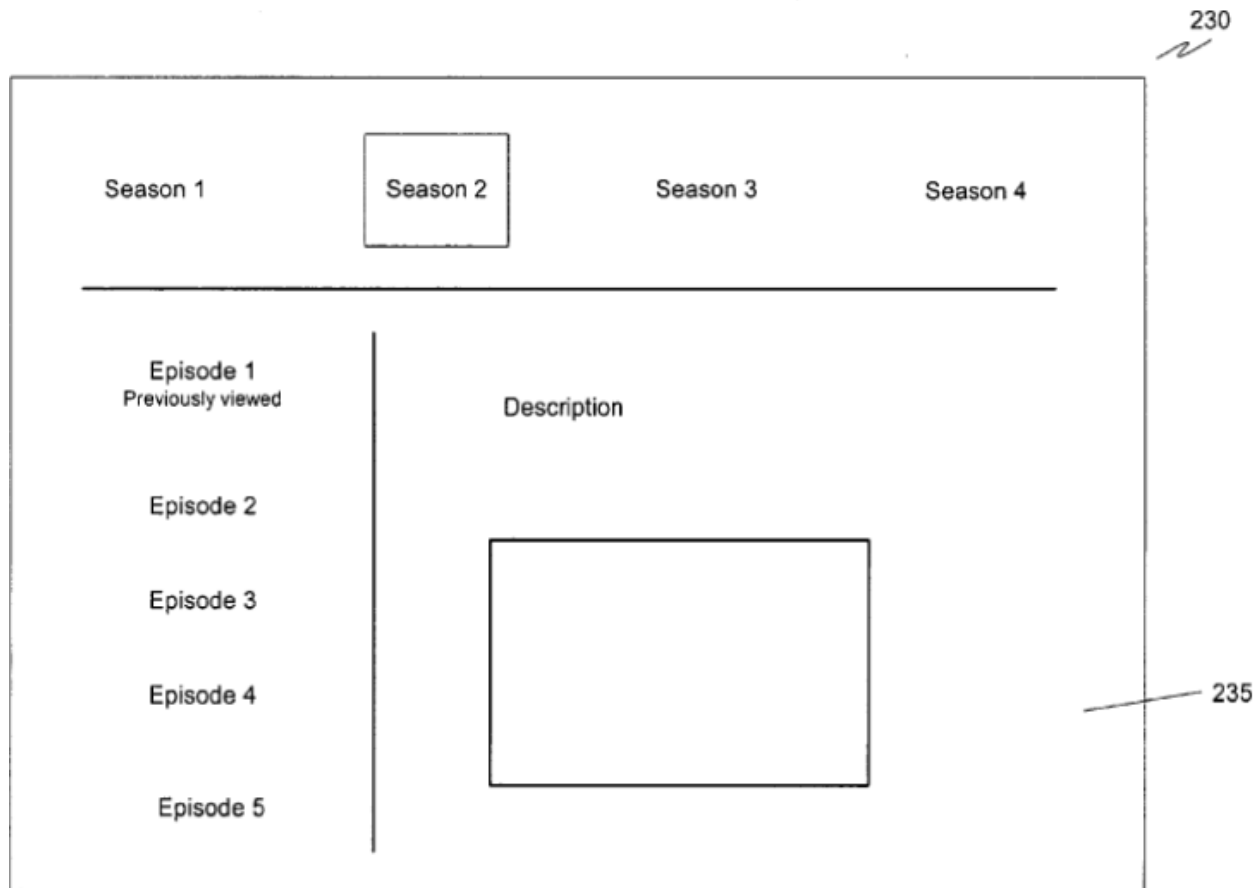 230
Season 1
Season 2
Season 3
Season 4
Episode 1
Previously viewed
Description
Episode 2
Episode 3
Episode 4
235
Episode 5